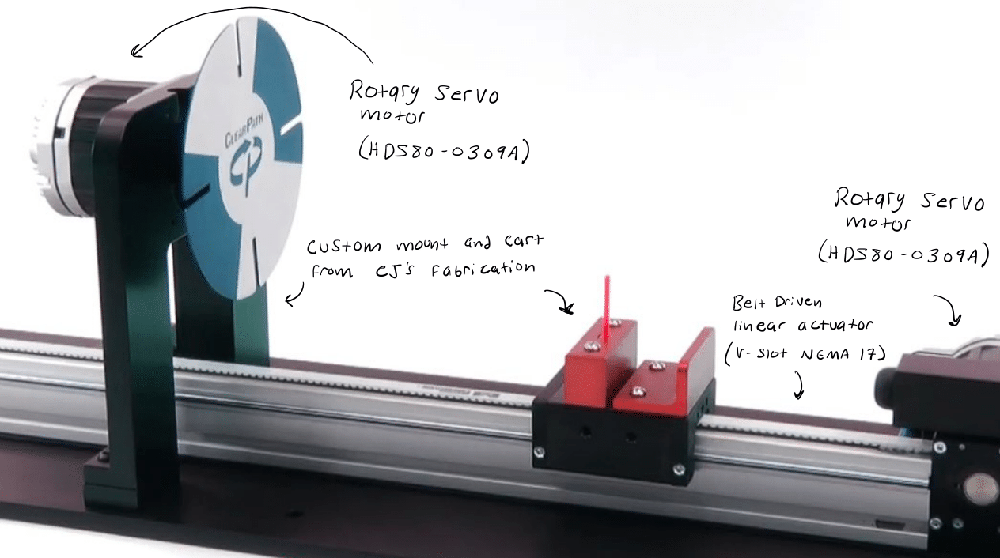 Rotary Servo
motor
(HDS80-0309A)
CLEARPATH
custom mount and cart
from CJ's Fabrication
Rotary Servo
motor
(HDS80-0309A)
Belt Driven
linear actuator
(V-Slot NEMA 17)